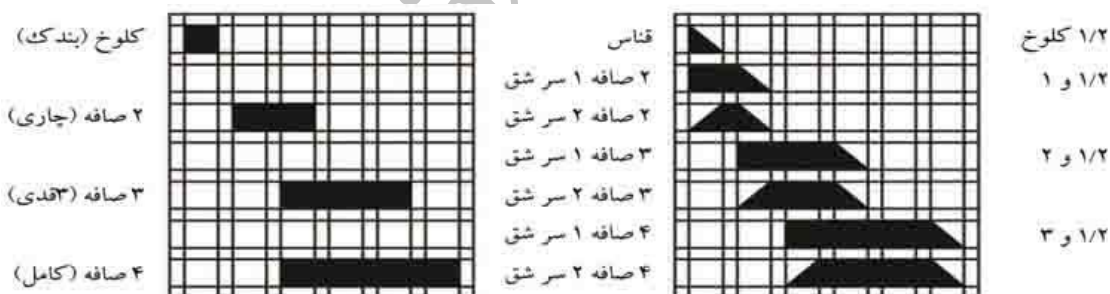 ۱/۲ کلوخ
۱/۲ و ۱
۱/۲ و ۲
۱/۲ و ۳
قناس
۲ صافه ۱ سر شق
۲ صافه ۲ سر شق
۳ صافه ۱ سر شق
۳ صافه ۲ سر شق
۴ صافه ۱ سر شق
۴ صافه ۲ سر شق
کلوخ (بندک)
۲ صافه (چاری)
۳ صافه (۳قدی)
۴ صافه (کامل)